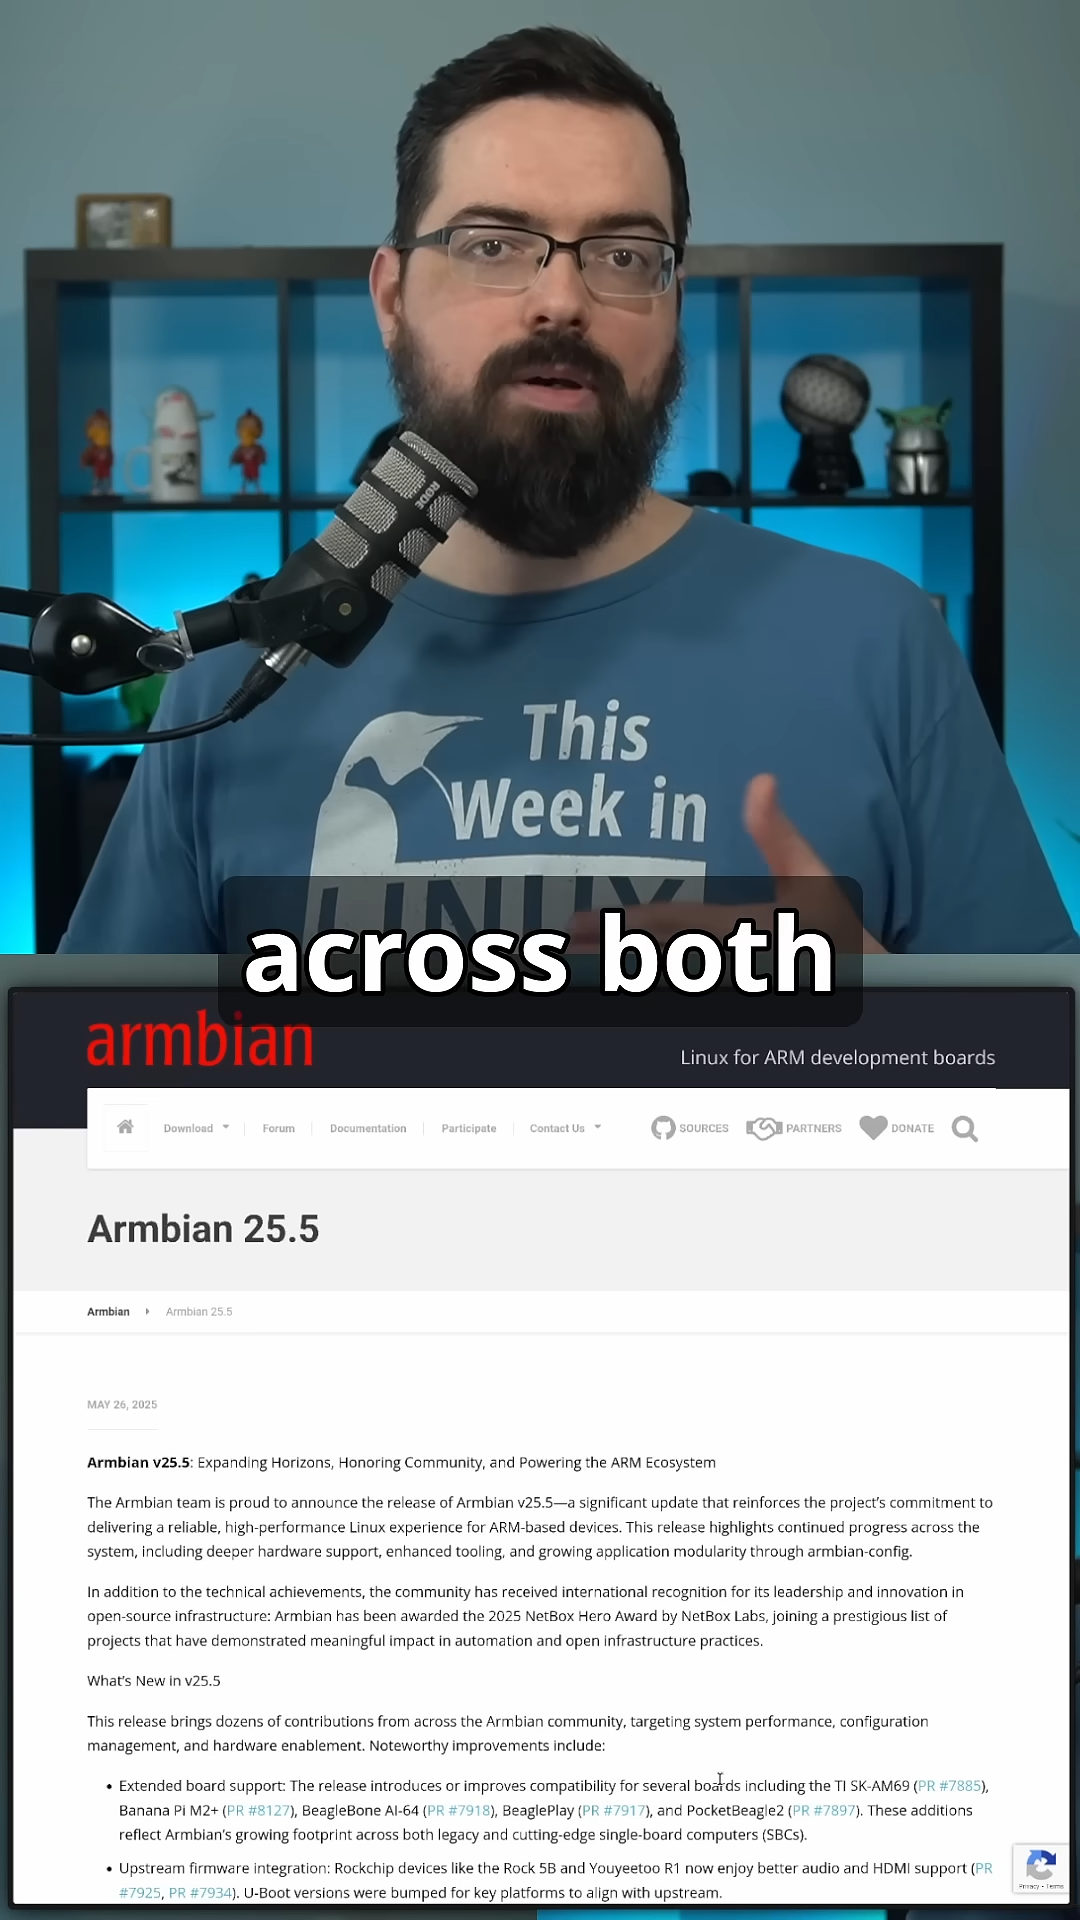 RØDE
This
Week in
LINUX
across both
armbian
Linux for ARM development boards
Download
Forum
Documentation
Participate
Contact Us
SOURCES
PARTNERS
DONATE
Armbian 25.5
Armbian
Armbian 25.5
MAY 26, 2025
Armbian v25.5: Expanding Horizons, Honoring Community, and Powering the ARM Ecosystem
The Armbian team is proud to announce the release of Armbian v25.5—a significant update that reinforces the project's commitment to
delivering a reliable, high-performance Linux experience for ARM-based devices. This release highlights continued progress across the
system, including deeper hardware support, enhanced tooling, and growing application modularity through armbian-config.
In addition to the technical achievements, the community has received international recognition for its leadership and innovation in
open-source infrastructure: Armbian has been awarded the 2025 NetBox Hero Award by NetBox Labs, joining a prestigious list of
projects that have demonstrated meaningful impact in automation and open infrastructure practices.
What's New in v25.5
This release brings dozens of contributions from across the Armbian community, targeting system performance, configuration
management, and hardware enablement. Noteworthy improvements include:
• Extended board support: The release introduces or improves compatibility for several boards including the TI SK-AM69 (PR #7885),
Banana Pi M2+ (PR #8127), BeagleBone AI-64 (PR #7918), BeaglePlay (PR #7917), and PocketBeagle2 (PR #7897). These additions
reflect Armbian's growing footprint across both legacy and cutting-edge single-board computers (SBCs).
• Upstream firmware integration: Rockchip devices like the Rock 5B and Youyeetoo R1 now enjoy better audio and HDMI support (PR
#7925, PR #7934). U-Boot versions were bumped for key platforms to align with upstream.
Privacy - Terms